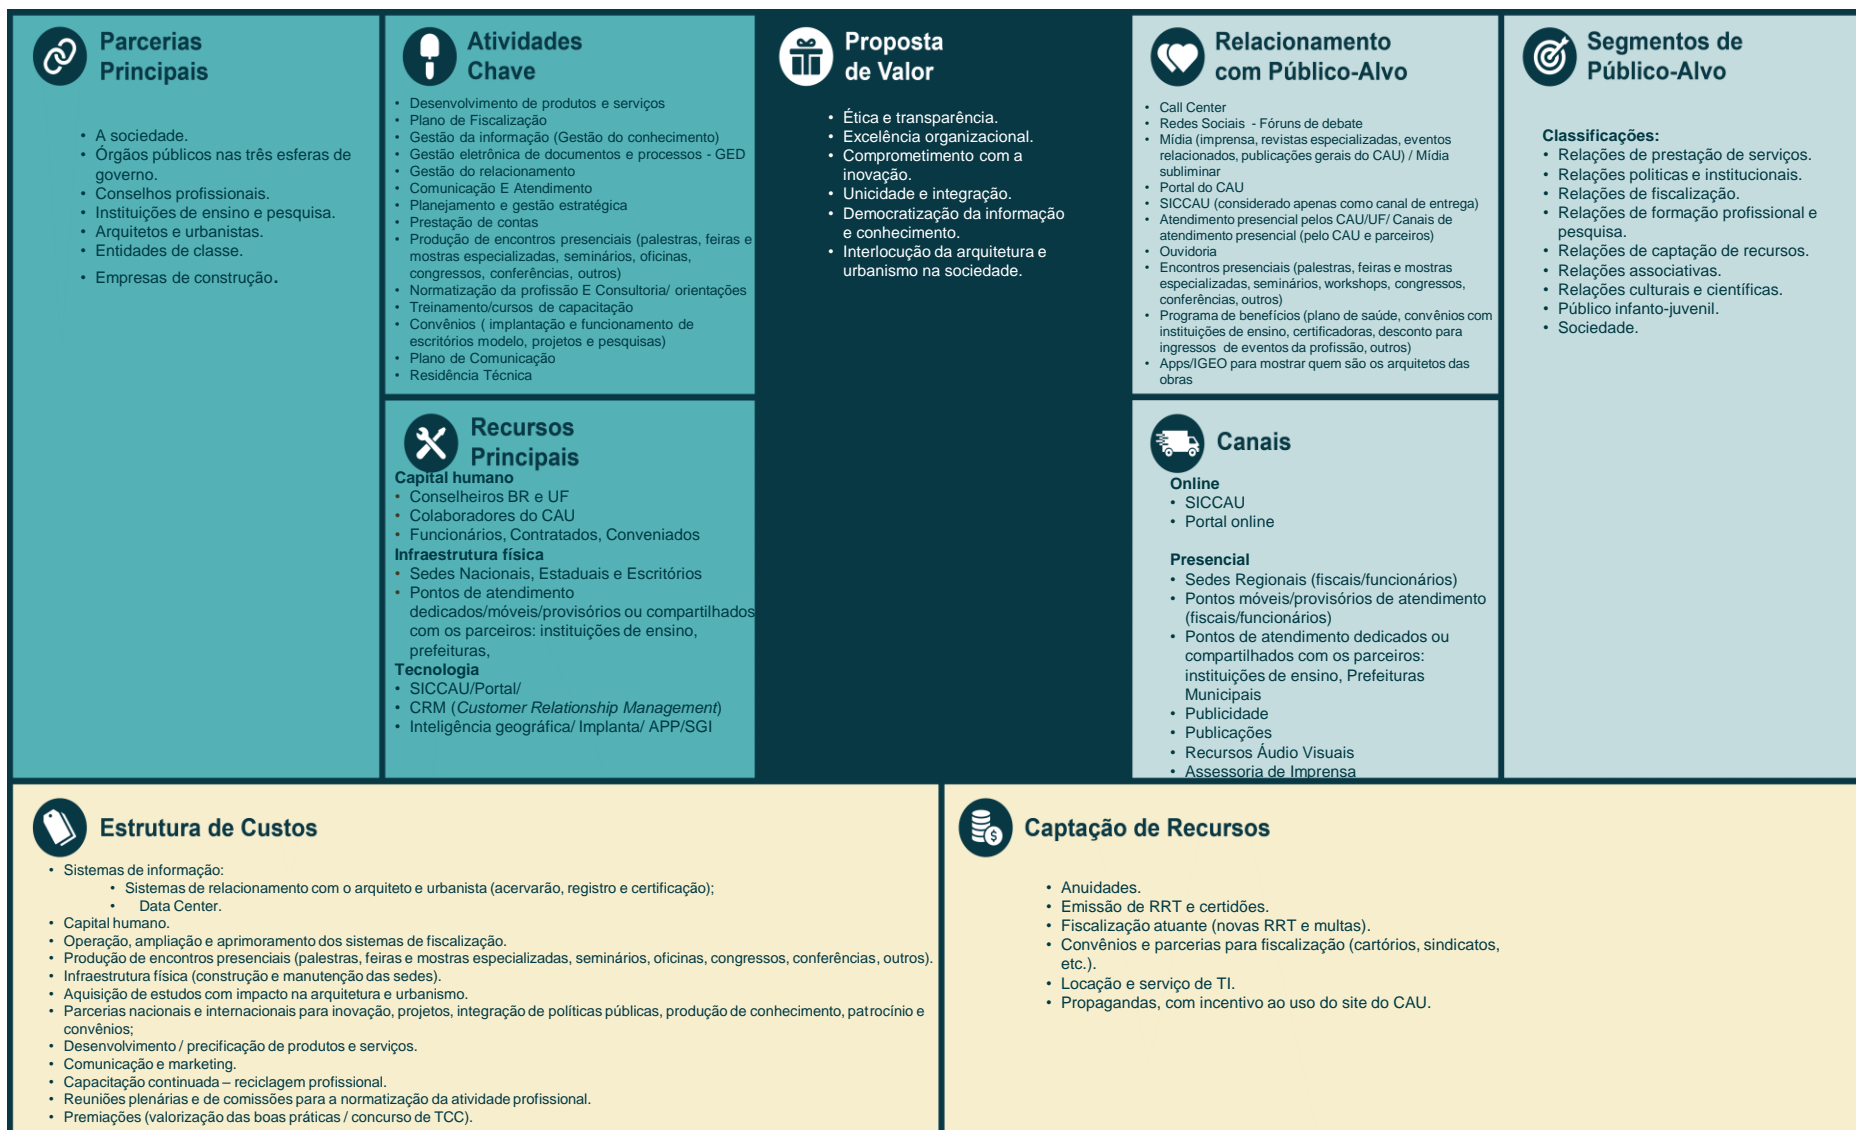 Parcerias
Principais
• A sociedade.
• Órgãos públicos nas três esferas de
governo.
• Conselhos profissionais.
• Instituições de ensino e pesquisa.
• Arquitetos e urbanistas.
• Entidades de classe.
• Empresas de construção.
Atividades
Chave
• Desenvolvimento de produtos e serviços
• Plano de Fiscalização
• Gestão da informação (Gestão do conhecimento)
• Gestão eletrônica de documentos e processos - GED
• Gestão do relacionamento
• Comunicação E Atendimento
• Planejamento e gestão estratégica
• Prestação de contas
• Produção de encontros presenciais (palestras, feiras e
mostras especializadas, seminários, oficinas,
congressos, conferências, outros)
• Normatização da profissão E Consultoria/ orientações
• Treinamento/cursos de capacitação
• Convênios ( implantação e funcionamento de
escritórios modelo, projetos e pesquisas)
• Plano de Comunicação
• Residência Técnica
Recursos
Principais
Capital humano
• Conselheiros BR e UF
• Colaboradores do CAU
• Funcionários, Contratados, Conveniados
Infraestrutura física
• Sedes Nacionais, Estaduais e Escritórios
• Pontos de atendimento
dedicados/móveis/provisórios ou compartilhados
com os parceiros: instituições de ensino,
prefeituras,
Tecnologia
• SICCAU/Portal/
• CRM (Customer Relationship Management)
• Inteligência geográfica/ Implanta/ APP/SGI
Proposta
de Valor
• Ética e transparência.
• Excelência organizacional.
• Comprometimento com a
inovação.
• Unicidade e integração.
• Democratização da informação
e conhecimento.
• Interlocução da arquitetura e
urbanismo na sociedade.
Relacionamento
com Público-Alvo
• Call Center
• Redes Sociais - Fóruns de debate
• Mídia (imprensa, revistas especializadas, eventos
relacionados, publicações gerais do CAU) / Mídia
subliminar
• Portal do CAU
• SICCAU (considerado apenas como canal de entrega)
• Atendimento presencial pelos CAU/UF/ Canais de
atendimento presencial (pelo CAU e parceiros)
• Ouvidoria
• Encontros presenciais (palestras, feiras e mostras
especializadas, seminários, workshops, congressos,
conferências, outros)
• Programa de benefícios (plano de saúde, convênios com
instituições de ensino, certificadoras, desconto para
ingressos de eventos da profissão, outros)
• Apps/IGEO para mostrar quem são os arquitetos das
obras
Canais
Online
• SICCAU
• Portal online
Presencial
• Sedes Regionais (fiscais/funcionários)
• Pontos móveis/provisórios de atendimento
(fiscais/funcionários)
• Pontos de atendimento dedicados ou
compartilhados com os parceiros:
instituições de ensino, Prefeituras
Municipais
• Publicidade
• Publicações
• Recursos Áudio Visuais
• Assessoria de Imprensa
Segmentos de
Público-Alvo
Classificações:
• Relações de prestação de serviços.
• Relações politicas e institucionais.
• Relações de fiscalização.
• Relações de formação profissional e
pesquisa.
• Relações de captação de recursos.
• Relações associativas.
• Relações culturais e científicas.
• Público infanto-juvenil.
• Sociedade.
Estrutura de Custos
• Sistemas de informação:
• Sistemas de relacionamento com o arquiteto e urbanista (acervarão, registro e certificação);
• Data Center.
• Capital humano.
• Operação, ampliação e aprimoramento dos sistemas de fiscalização.
• Produção de encontros presenciais (palestras, feiras e mostras especializadas, seminários, oficinas, congressos, conferências, outros).
• Infraestrutura física (construção e manutenção das sedes).
• Aquisição de estudos com impacto na arquitetura e urbanismo.
• Parcerias nacionais e internacionais para inovação, projetos, integração de políticas públicas, produção de conhecimento, patrocínio e
convênios;
• Desenvolvimento / precificação de produtos e serviços.
• Comunicação e marketing.
• Capacitação continuada – reciclagem profissional.
• Reuniões plenárias e de comissões para a normatização da atividade profissional.
• Premiações (valorização das boas práticas / concurso de TCC).
Captação de Recursos
• Anuidades.
• Emissão de RRT e certidões.
• Fiscalização atuante (novas RRT e multas).
• Convênios e parcerias para fiscalização (cartórios, sindicatos,
etc.).
• Locação e serviço de TI.
• Propagandas, com incentivo ao uso do site do CAU.